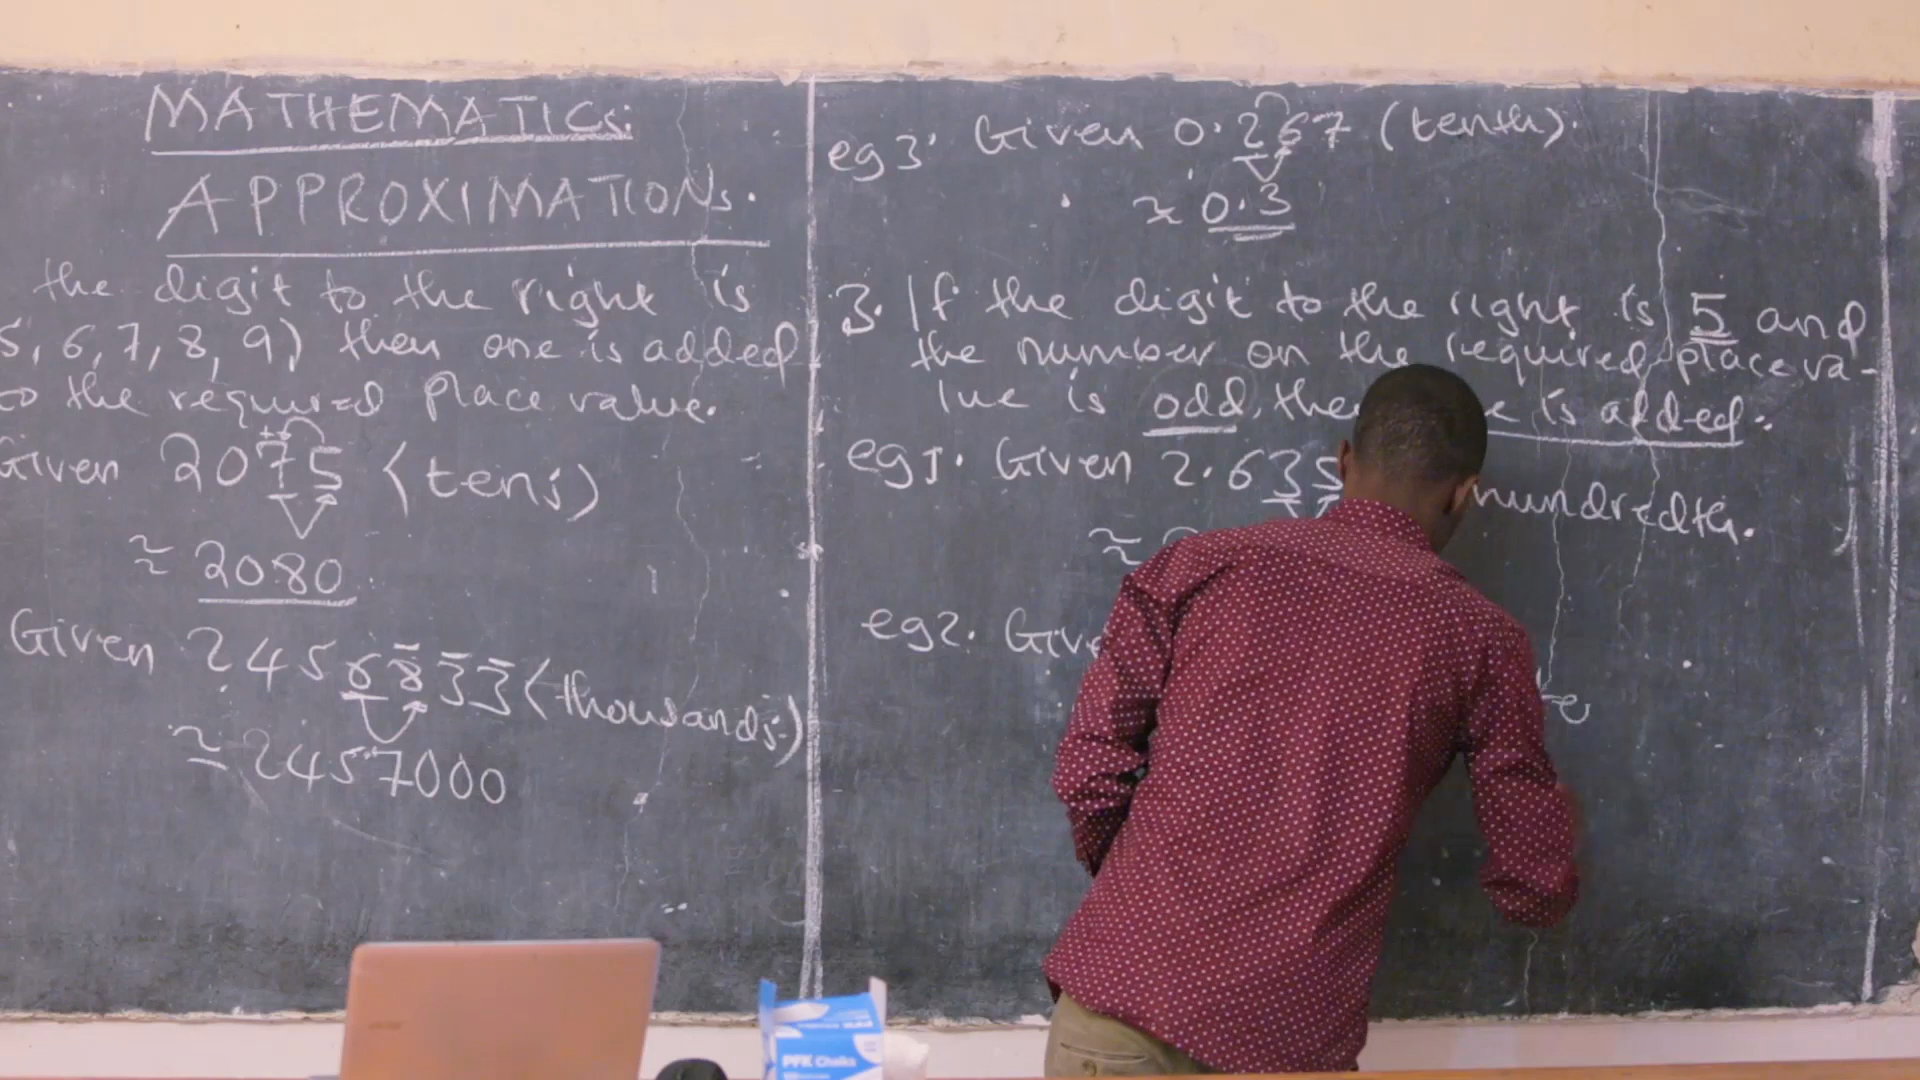 MATHEMATICS:
APPROXIMATIONs.
the digit to the right is
5, 6, 7, 8, 9) then one is added
to the required place value.
Given 2075 (tens)
≈ 2080
Given 2456833 (thousands.)
≈ 2457000
eg3. Given 0.267 (tenth).
≈ 0.3
3. If the digit to the right is 5 and
the number on the required place va-
lue is odd, is added.
eg1. Given 2.635 hundredth.
≈
eg2.
PFK Chalks